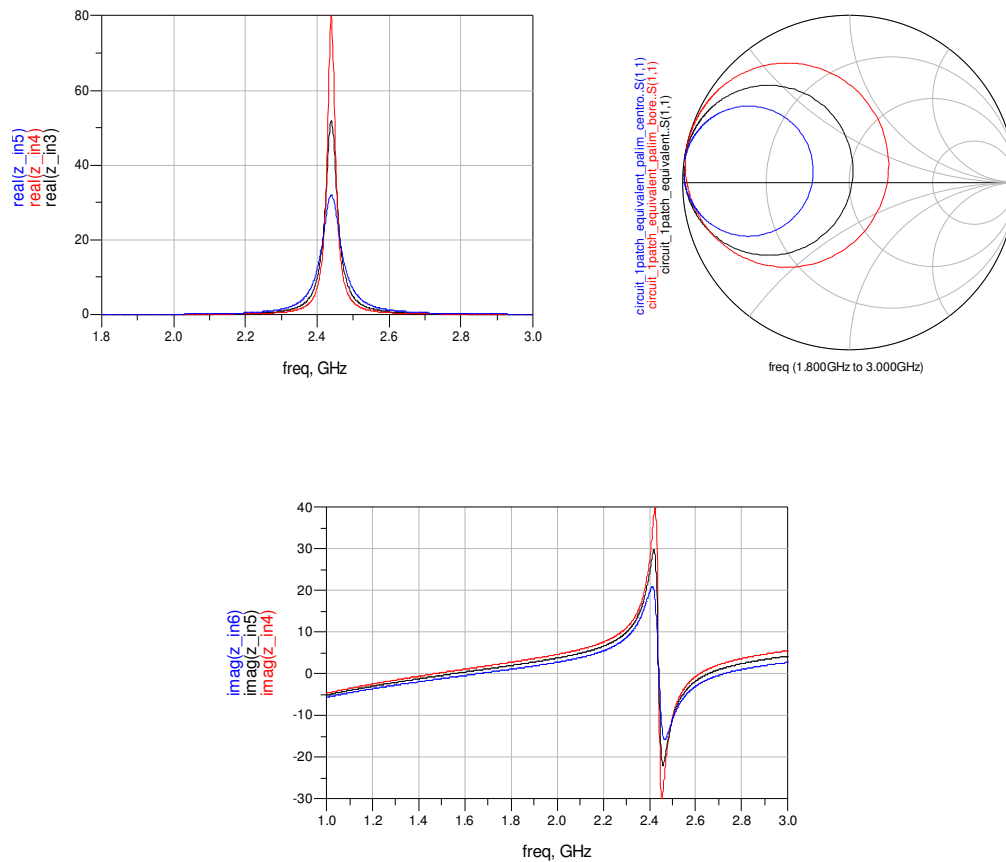 80
60
40
20
0
1.8
2.0
2.2
2.4
2.6
2.8
3.0
freq, GHz
real(z_in5)
real(z_in4)
real(z_in3)
circuit_1patch_equivalent_palim_centro..S(1,1)
circuit_1patch_equivalent_palim_bore..S(1,1)
circuit_1patch_equivalent..S(1,1)
freq (1.800GHz to 3.000GHz)
40
30
20
10
0
-10
-20
-30
1.0
1.2
1.4
1.6
1.8
2.0
2.2
2.4
2.6
2.8
3.0
freq, GHz
imag(z_in6)
imag(z_in5)
imag(z_in4)